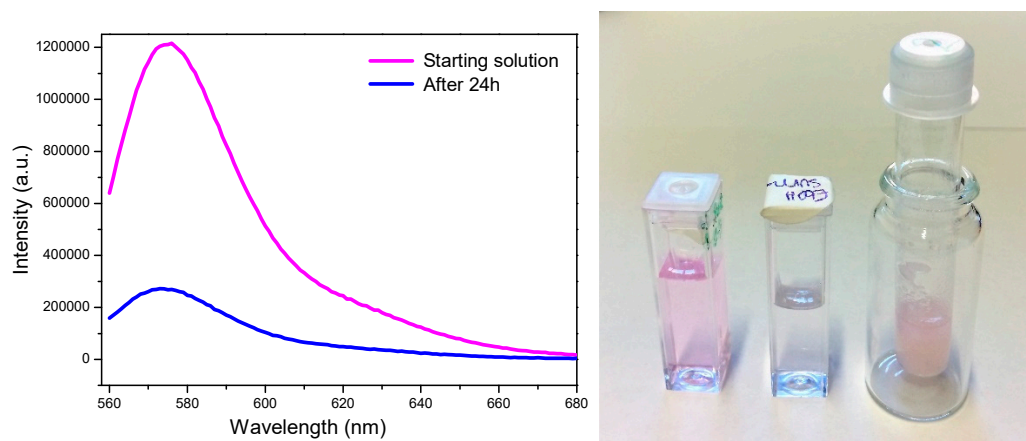 Intensity (a.u.)
1200000
1000000
800000
600000
400000
200000
0
Starting solution
After 24h
560 580 600 620 640 660 680
Wavelength (nm)